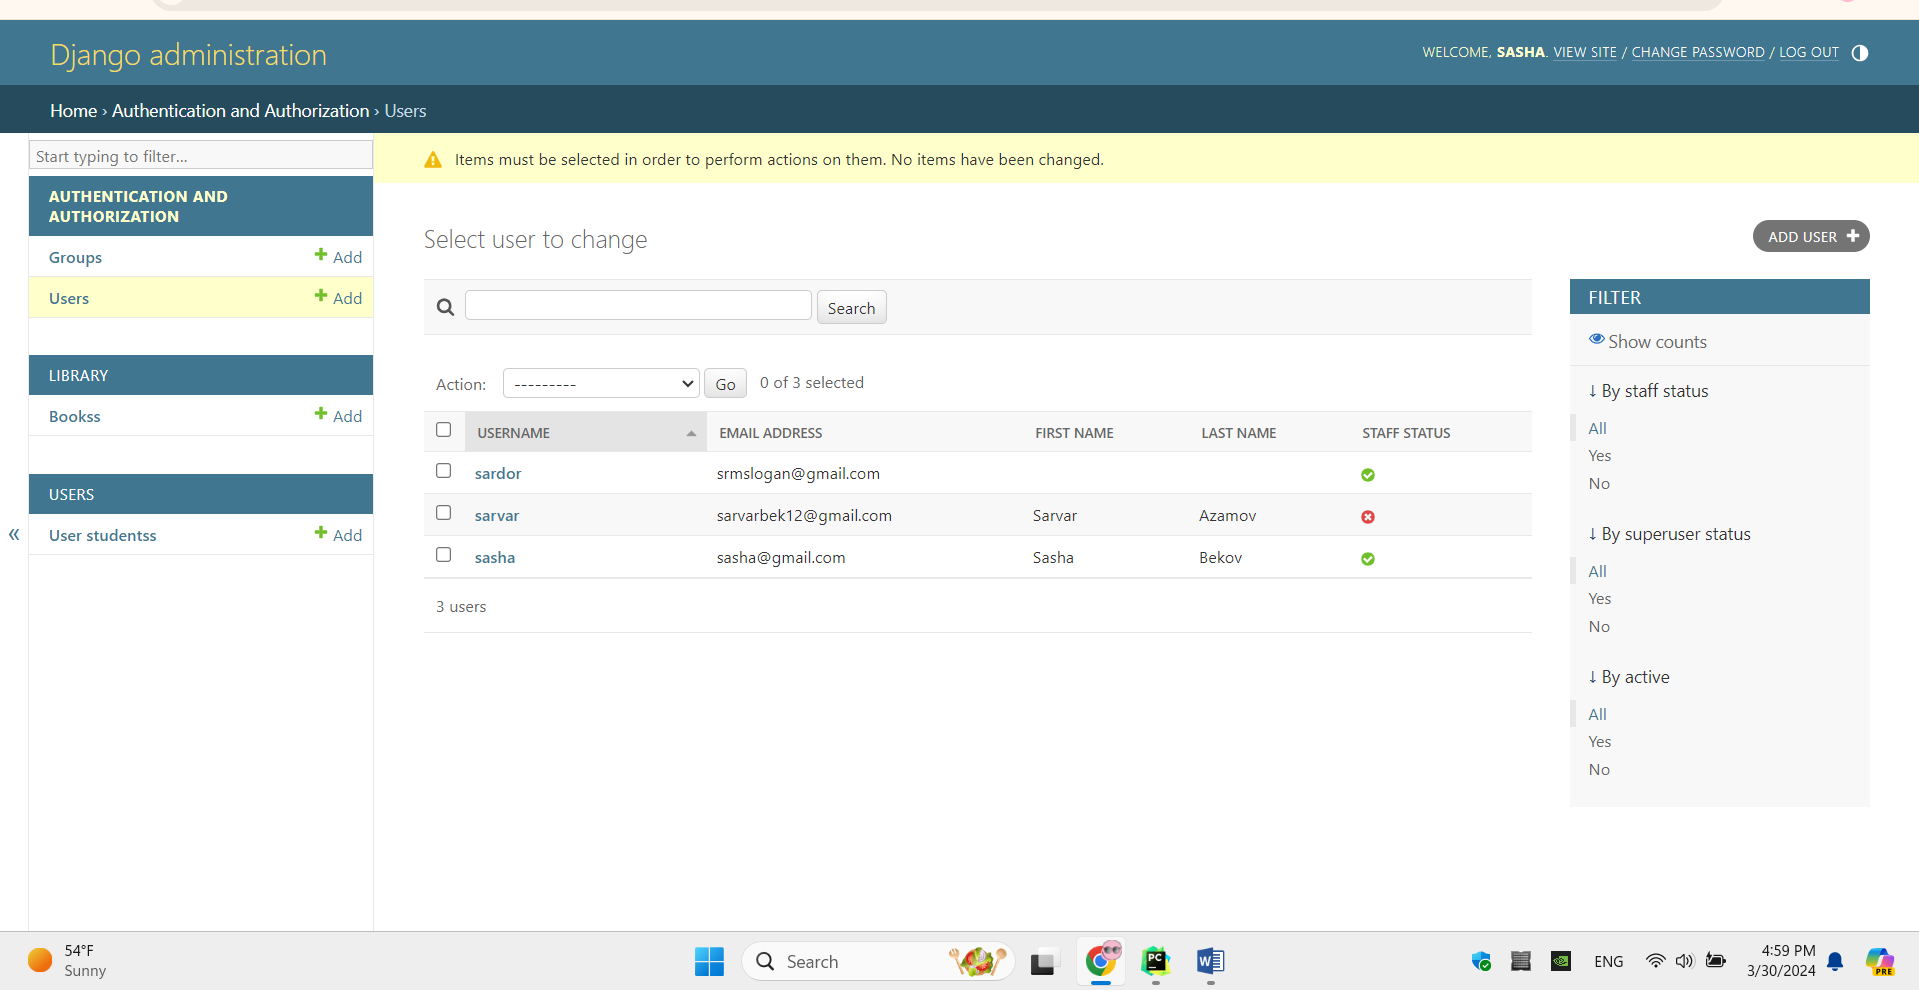 Django administration
WELCOME, SASHA. VIEW SITE / CHANGE PASSWORD / LOG OUT
Home › Authentication and Authorization › Users
Start typing to filter...
AUTHENTICATION AND
AUTHORIZATION
Groups + Add
Users + Add
LIBRARY
Bookss + Add
USERS
User studentss + Add
«
Items must be selected in order to perform actions on them. No items have been changed.
Select user to change
ADD USER +
Search
Action: --------- Go 0 of 3 selected
USERNAME EMAIL ADDRESS FIRST NAME LAST NAME STAFF STATUS
sardor srmslogan@gmail.com
sarvar sarvarbek12@gmail.com Sarvar Azamov
sasha sasha@gmail.com Sasha Bekov
3 users
FILTER
Show counts
↓ By staff status
All
Yes
No
↓ By superuser status
All
Yes
No
↓ By active
All
Yes
No
54°F
Sunny
Search
PC
W
ENG
4:59 PM
3/30/2024
PRE